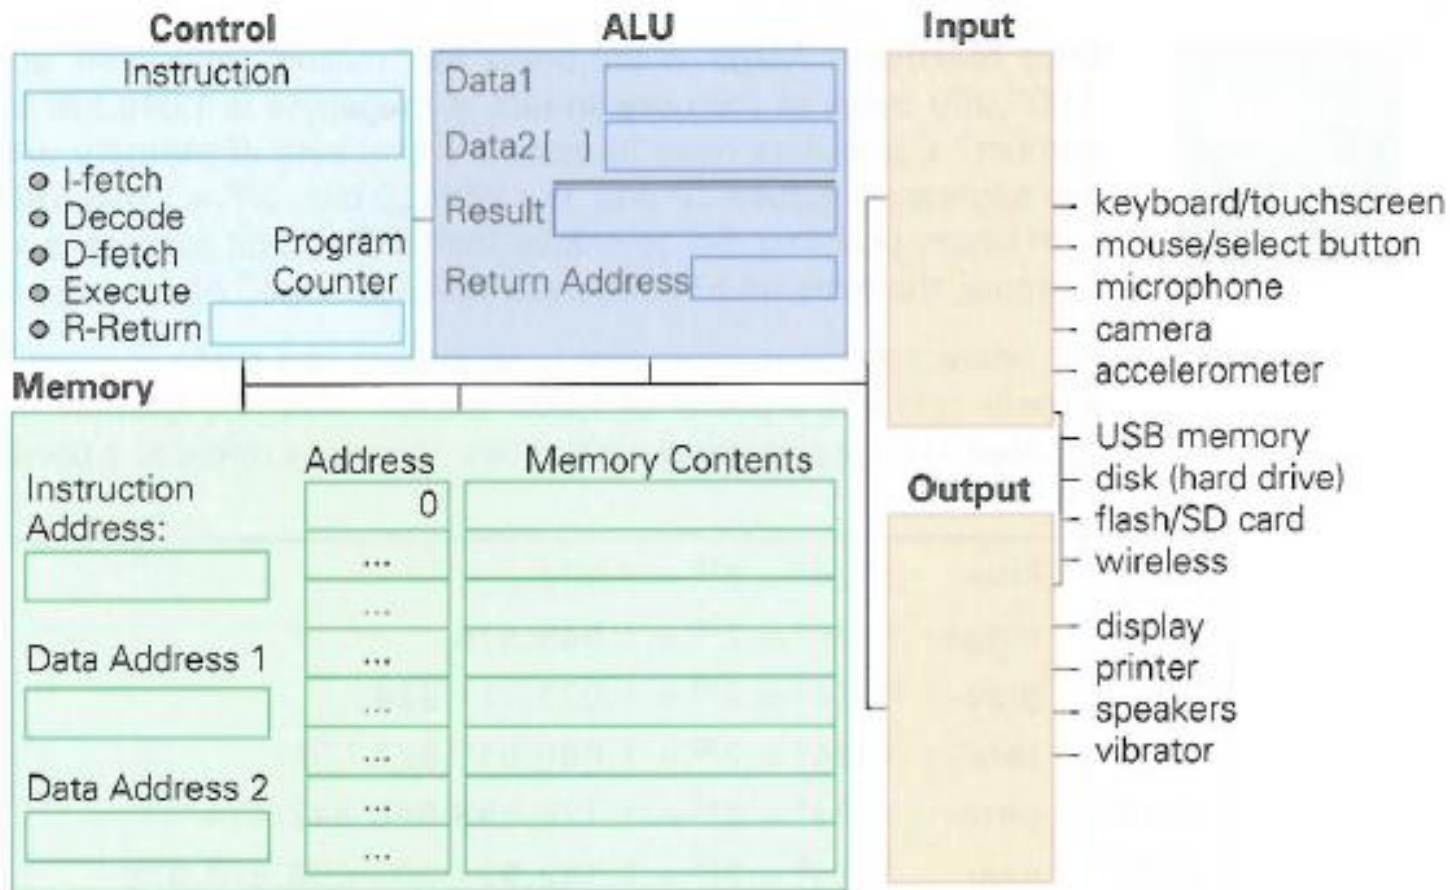 Control
Instruction
I-fetch
Decode
D-fetch
Execute
R-Return
Program
Counter
ALU
Data1
Data2 [ ]
Result
Return Address
Input
keyboard/touchscreen
mouse/select button
microphone
camera
accelerometer
USB memory
disk (hard drive)
flash/SD card
wireless
Output
display
printer
speakers
vibrator
Memory
Instruction
Address:
Data Address 1
Data Address 2
Address
0
...
...
...
...
...
...
...
Memory Contents